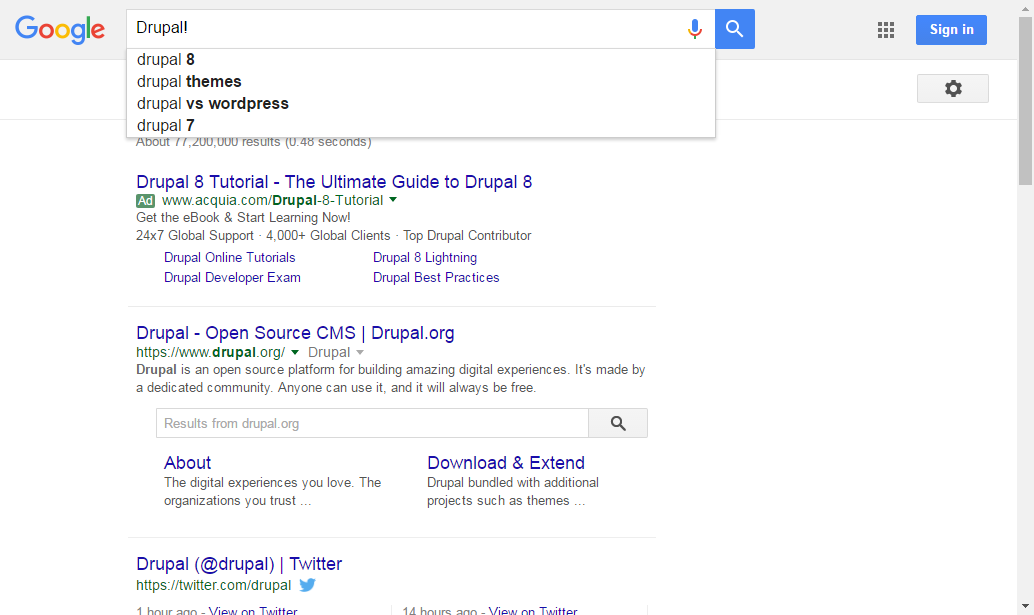 Google
Drupal!
Sign in
drupal 8
drupal themes
drupal vs wordpress
drupal 7
About 77,200,000 results (0.48 seconds)
Drupal 8 Tutorial - The Ultimate Guide to Drupal 8
Ad www.acquia.com/Drupal-8-Tutorial
Get the eBook & Start Learning Now!
24x7 Global Support · 4,000+ Global Clients · Top Drupal Contributor
Drupal Online Tutorials Drupal 8 Lightning
Drupal Developer Exam Drupal Best Practices
Drupal - Open Source CMS | Drupal.org
https://www.drupal.org/ Drupal
Drupal is an open source platform for building amazing digital experiences. It's made by
a dedicated community. Anyone can use it, and it will always be free.
Results from drupal.org
About
The digital experiences you love. The
organizations you trust ...
Download & Extend
Drupal bundled with additional
projects such as themes ...
Drupal (@drupal) | Twitter
https://twitter.com/drupal
1 hour ago - View on Twitter
14 hours ago - View on Twitter